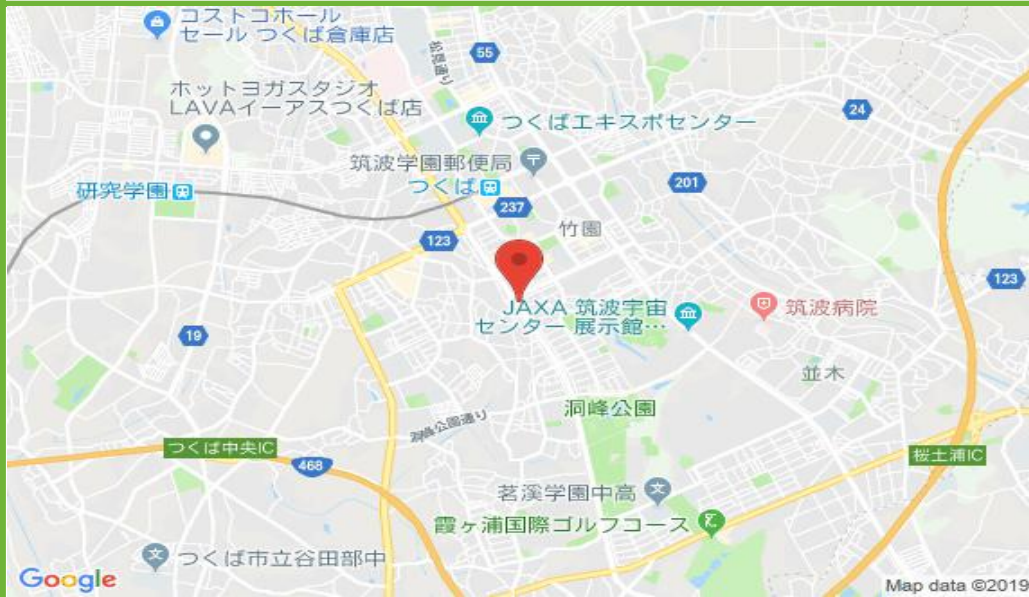 コストコホール
セール つくば倉庫店
松見通り
55
ホットヨガスタジオ
LAVAイーアスつくば店
24
つくばエキスポセンター
筑波学園郵便局
つくば
研究学園
201
237
竹園
123
123
JAXA 筑波宇宙
センター 展示館…
筑波病院
19
並木
洞峰公園
洞峰公園通り
つくば中央IC
468
桜土浦IC
茗溪学園中高
霞ヶ浦国際ゴルフコース
つくば市立谷田部中
Google
Map data ©2019